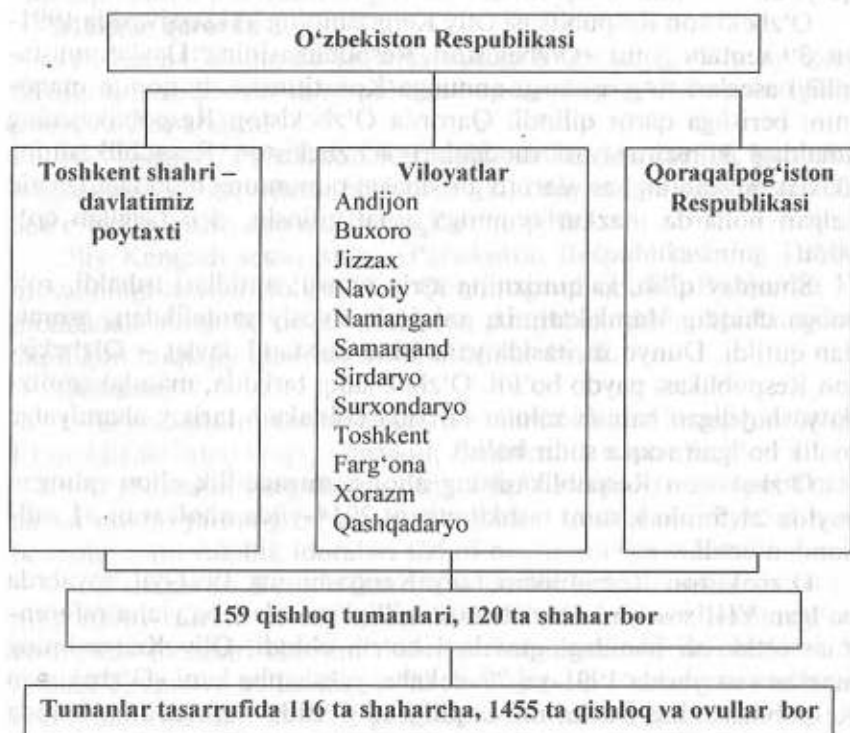 O‘zbekiston Respublikasi
Toshkent shahri –
davlatimiz
poytaxti
Viloyatlar
Andijon
Buxoro
Jizzax
Navoiy
Namangan
Samarqand
Sirdaryo
Surxondaryo
Toshkent
Farg‘ona
Xorazm
Qashqadaryo
Qoraqalpog‘iston
Respublikasi
159 qishloq tumanlari, 120 ta shahar bor
Tumanlar tasarrufida 116 ta shaharcha, 1455 ta qishloq va ovullar bor